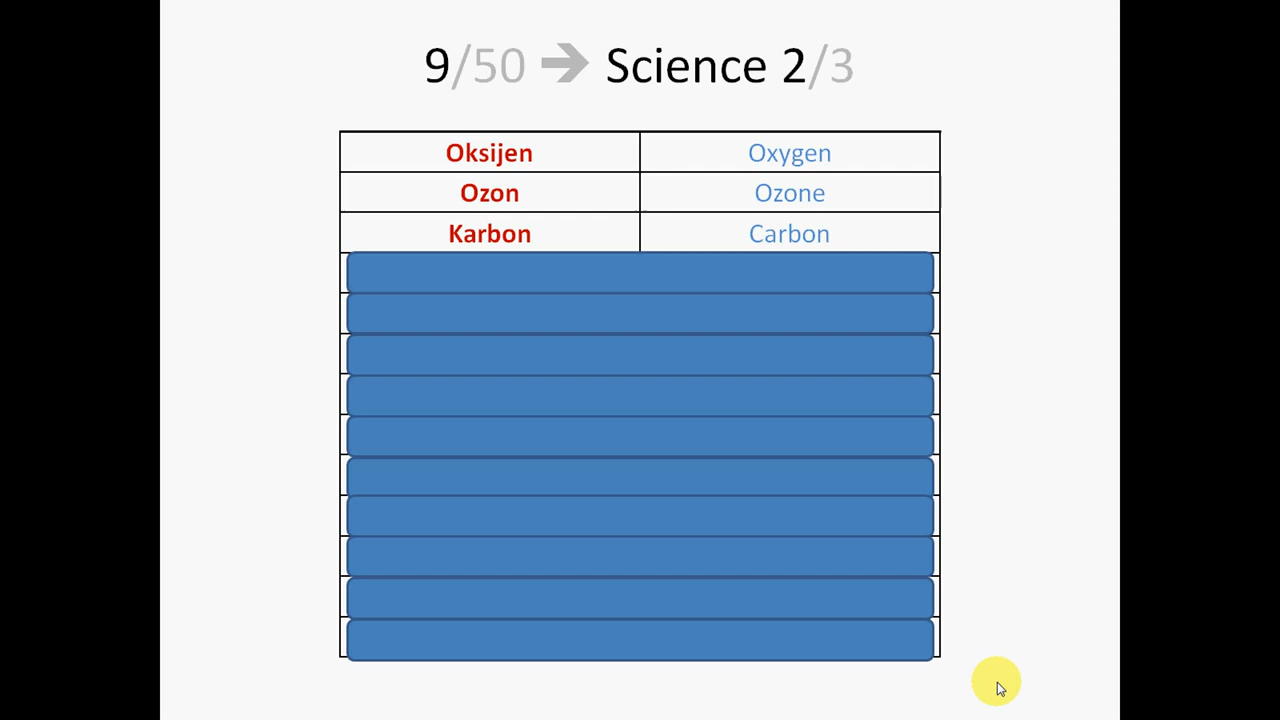 9/50 → Science 2/3
Oksijen Oxygen
Ozon Ozone
Karbon Carbon